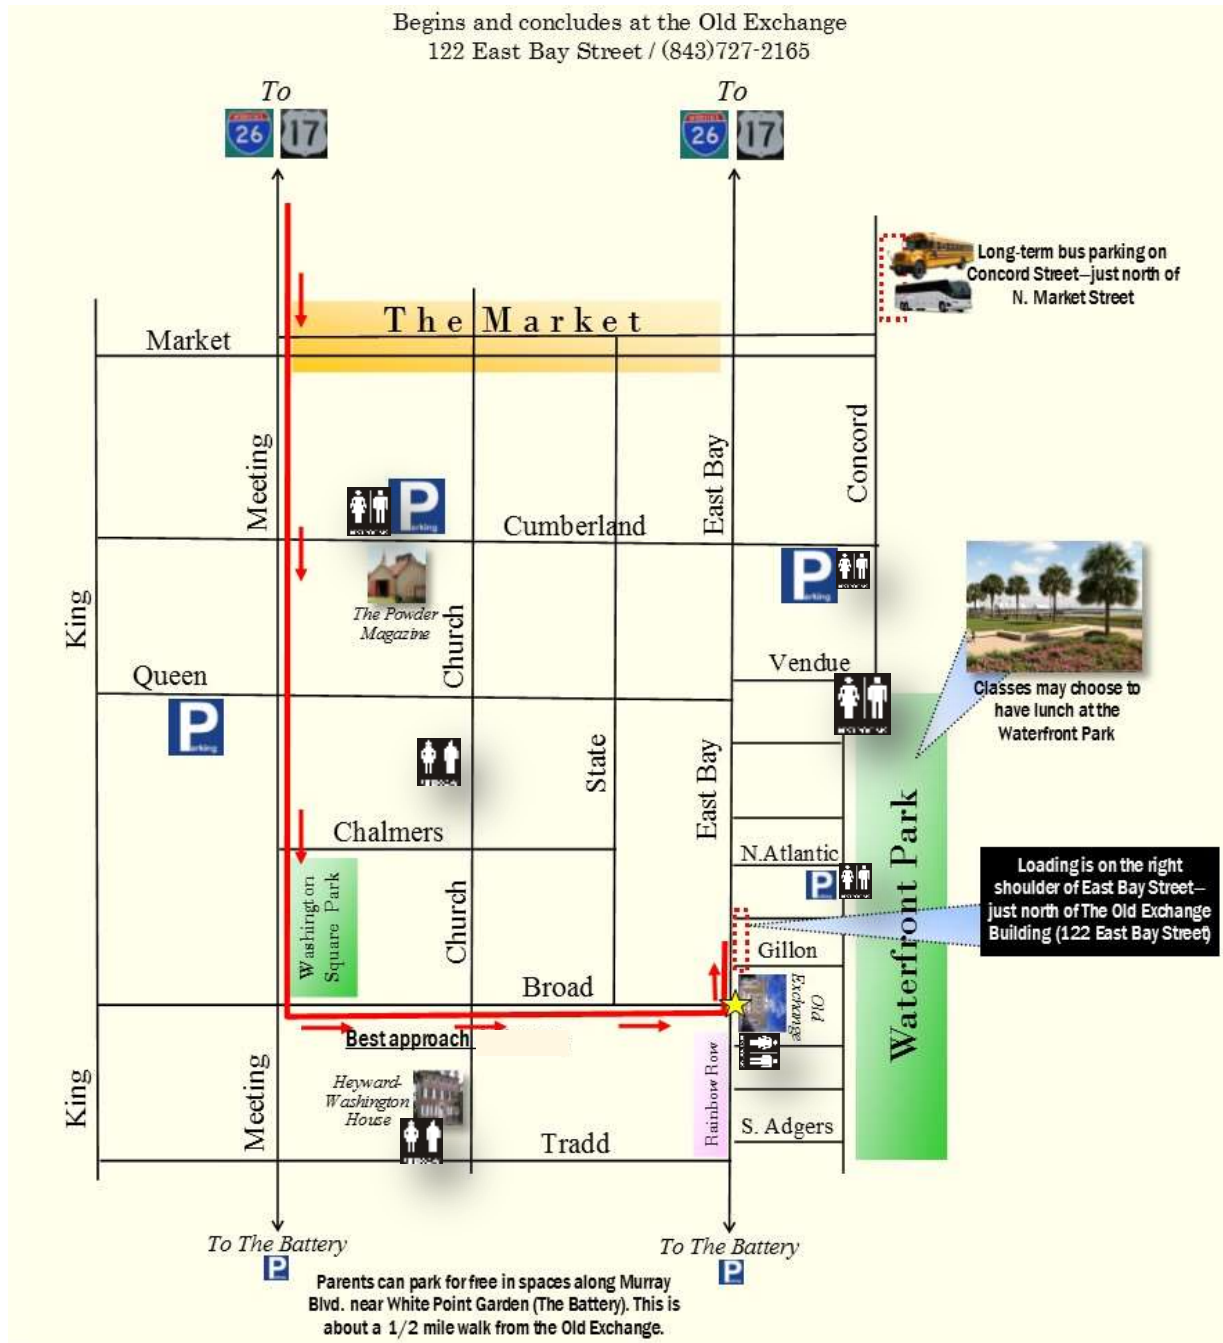 Begins and concludes at the Old Exchange
122 East Bay Street / (843)727-2165
To
To
26
17
26
17
Long-term bus parking on
Concord Street—just north of
N. Market Street
The Market
Market
Meeting
East Bay
Concord
P
Parking
Cumberland
P
Parking
The Powder
Magazine
King
Church
Vendue
Queen
P
Parking
Classes may choose to
have lunch at the
Waterfront Park
State
East Bay
Chalmers
N.Atlantic
P
Waterfront Park
Loading is on the right
shoulder of East Bay Street—
just north of The Old Exchange
Building (122 East Bay Street)
Washington
Square Park
Church
Gillon
Broad
Old
Exchange
Best approach
King
Meeting
Heyward-
Washington
House
Rainbow Row
S. Adgers
Tradd
To The Battery
P
To The Battery
P
Parents can park for free in spaces along Murray
Blvd. near White Point Garden (The Battery). This is
about a 1/2 mile walk from the Old Exchange.